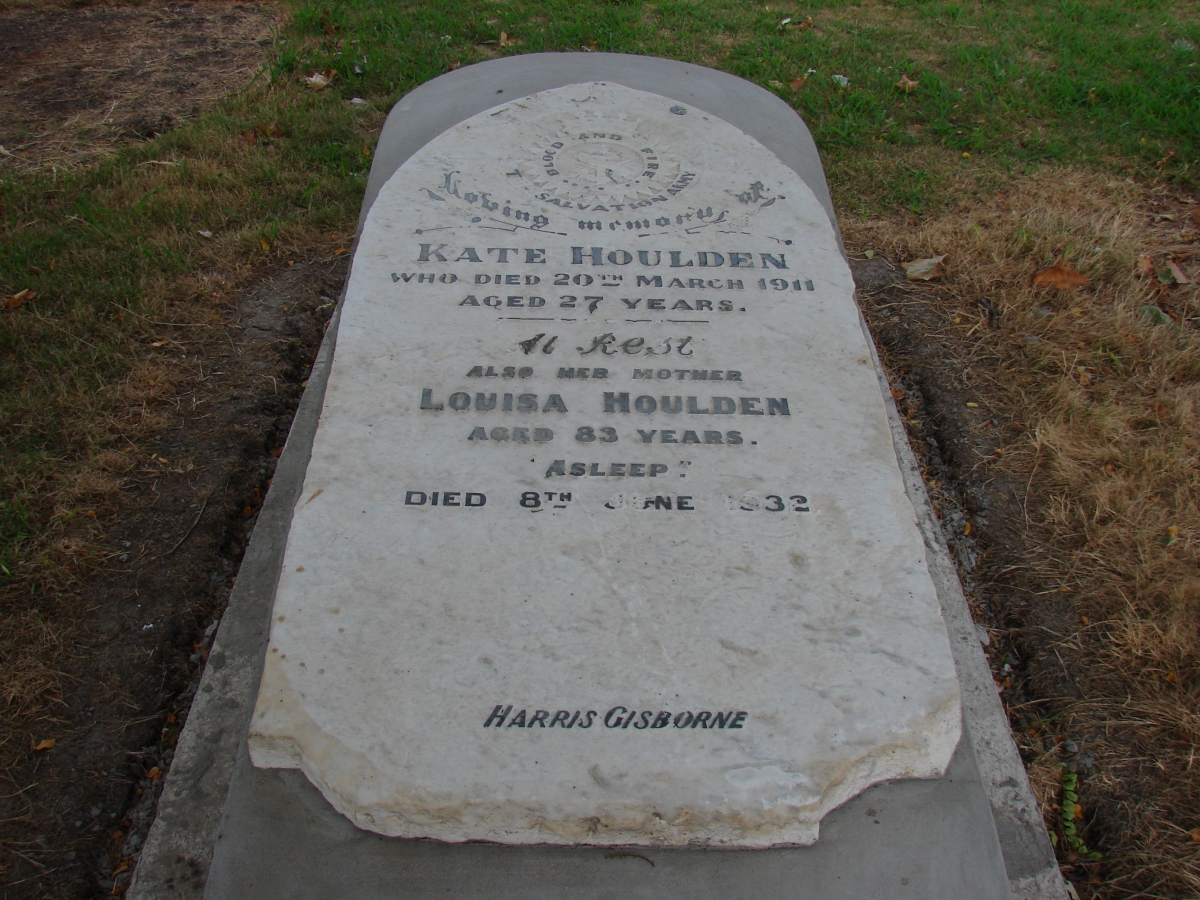 BLOOD AND FIRE
SALVATION ARMY
Loving memory of
KATE HOULDEN
WHO DIED 20TH MARCH 1911
AGED 27 YEARS.
At Rest
ALSO HER MOTHER
LOUISA HOULDEN
AGED 83 YEARS.
"ASLEEP."
DIED 8TH JUNE 1932
HARRIS GISBORNE